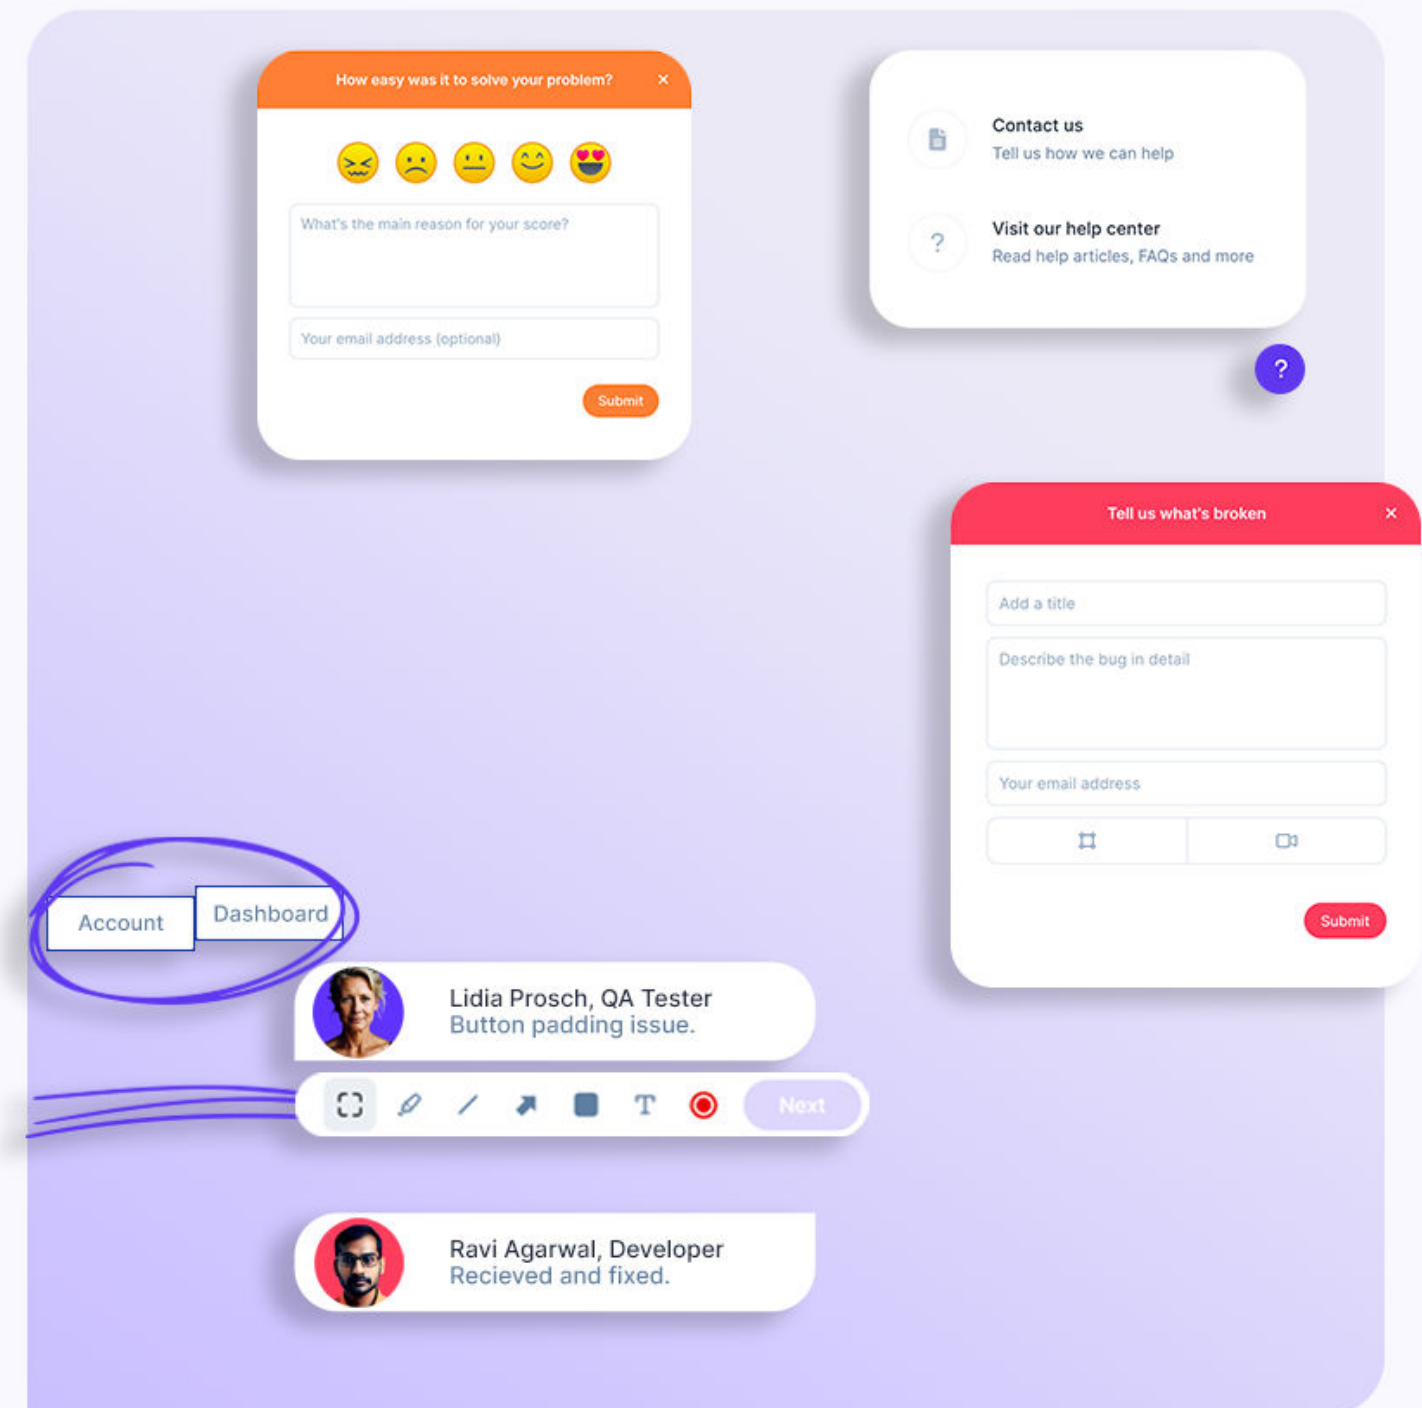 How easy was it to solve your problem?
What's the main reason for your score?
Your email address (optional)
Submit
Contact us
Tell us how we can help
?
Visit our help center
Read help articles, FAQs and more
?
Tell us what's broken
Add a title
Describe the bug in detail
Your email address
Submit
Account
Dashboard
Lidia Prosch, QA Tester
Button padding issue.
T
Next
Ravi Agarwal, Developer
Recieved and fixed.